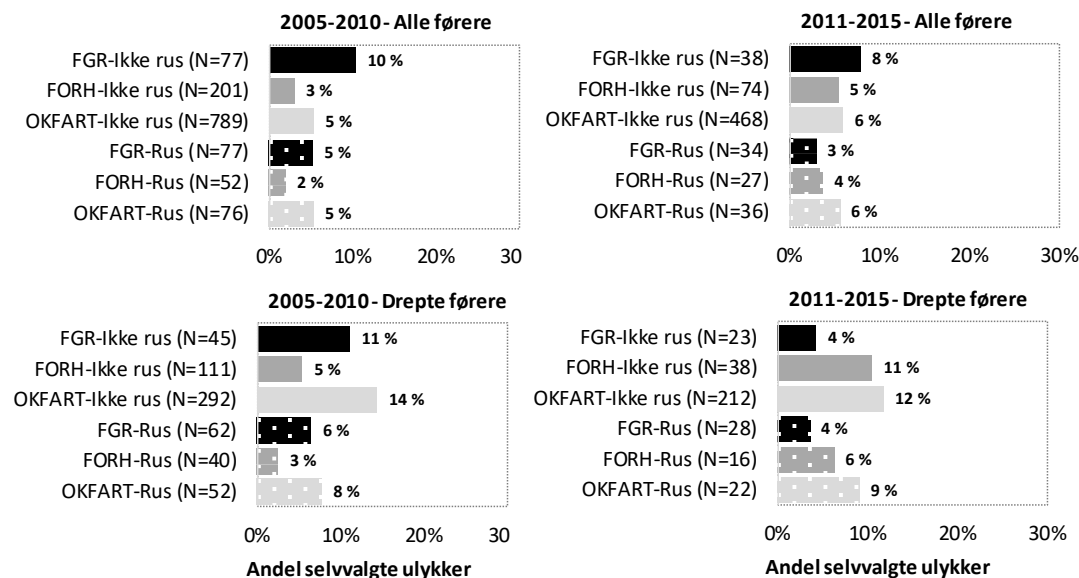 2005-2010 - Alle førere
FGR-Ikke rus (N=77) 10 %
FORH-Ikke rus (N=201) 3 %
OKFART-Ikke rus (N=789) 5 %
FGR-Rus (N=77) 5 %
FORH-Rus (N=52) 2 %
OKFART-Rus (N=76) 5 %
0% 10% 20% 30
2011-2015 - Alle førere
FGR-Ikke rus (N=38) 8 %
FORH-Ikke rus (N=74) 5 %
OKFART-Ikke rus (N=468) 6 %
FGR-Rus (N=34) 3 %
FORH-Rus (N=27) 4 %
OKFART-Rus (N=36) 6 %
0% 10% 20% 30%
2005-2010 - Drepte førere
FGR-Ikke rus (N=45) 11 %
FORH-Ikke rus (N=111) 5 %
OKFART-Ikke rus (N=292) 14 %
FGR-Rus (N=62) 6 %
FORH-Rus (N=40) 3 %
OKFART-Rus (N=52) 8 %
0% 10% 20% 30
Andel selvvalgte ulykker
2011-2015 - Drepte førere
FGR-Ikke rus (N=23) 4 %
FORH-Ikke rus (N=38) 11 %
OKFART-Ikke rus (N=212) 12 %
FGR-Rus (N=28) 4 %
FORH-Rus (N=16) 6 %
OKFART-Rus (N=22) 9 %
0% 10% 20% 30%
Andel selvvalgte ulykker